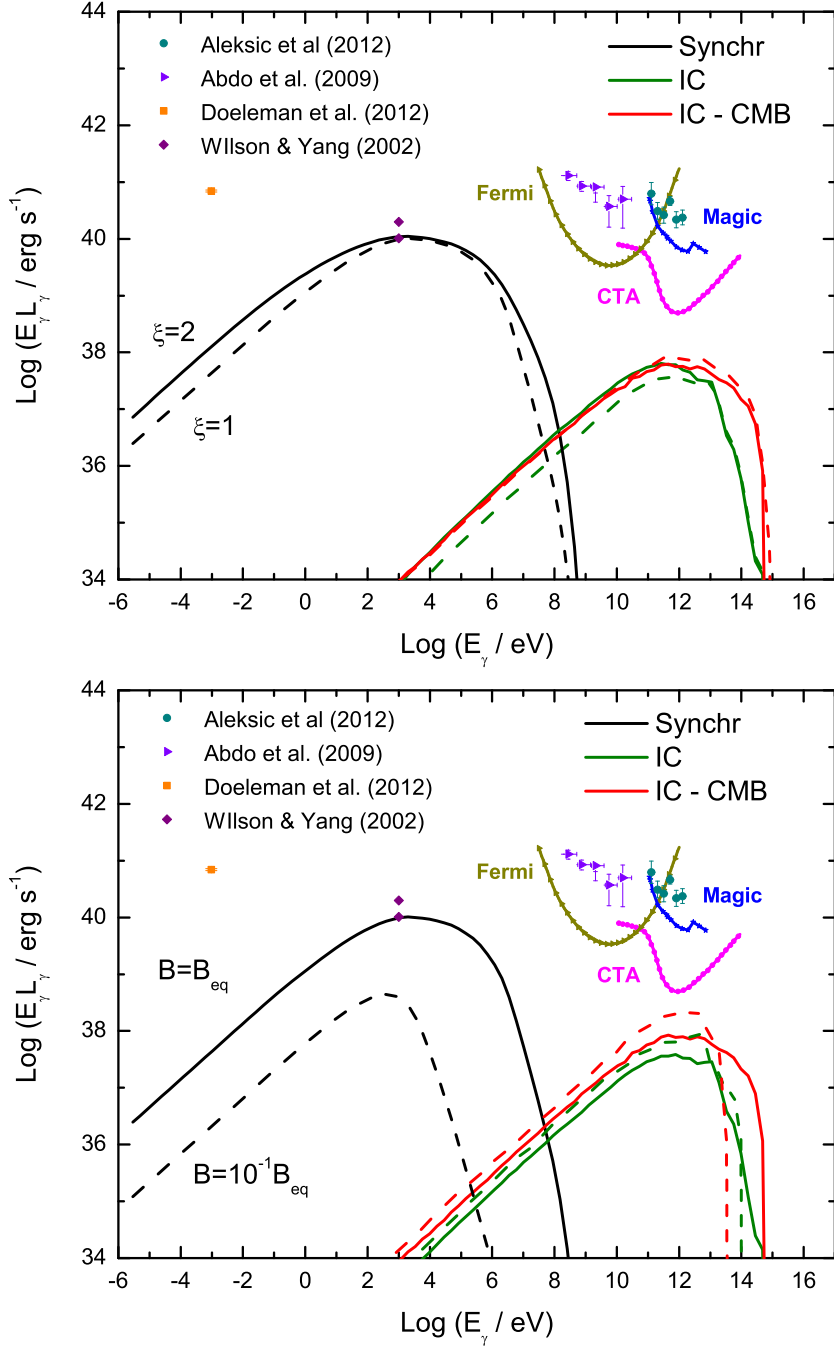 44
42
40
38
36
34
Log (EγLγ / erg s⁻¹)
Aleksic et al (2012)
Abdo et al. (2009)
Doeleman et al. (2012)
WIlson & Yang (2002)
Synchr
IC
IC - CMB
Fermi
Magic
CTA
ξ=2
ξ=1
-6 -4 -2 0 2 4 6 8 10 12 14 16
Log (Eγ / eV)
44
42
40
38
36
34
Log (EγLγ / erg s⁻¹)
Aleksic et al (2012)
Abdo et al. (2009)
Doeleman et al. (2012)
WIlson & Yang (2002)
Synchr
IC
IC - CMB
Fermi
Magic
CTA
B=Beq
B=10⁻¹Beq
-6 -4 -2 0 2 4 6 8 10 12 14 16
Log (Eγ / eV)